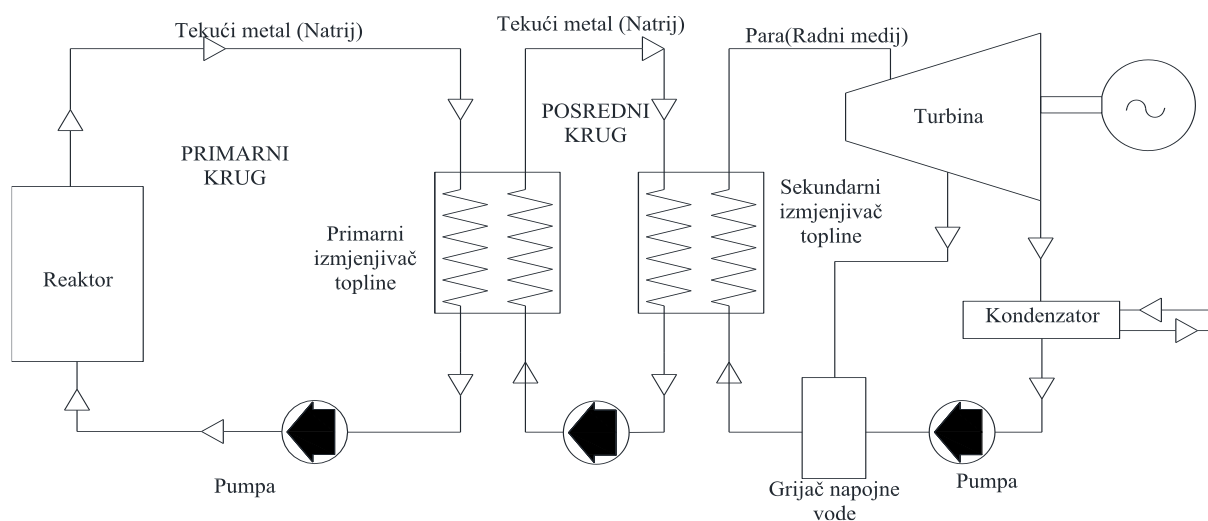 Tekući metal (Natrij)
Tekući metal (Natrij)
Para(Radni medij)
PRIMARNI
KRUG
POSREDNI
KRUG
Turbina
Reaktor
Primarni
izmjenjivač
topline
Sekundarni
izmjenjivač
topline
Kondenzator
Pumpa
Grijač napojne
vode
Pumpa